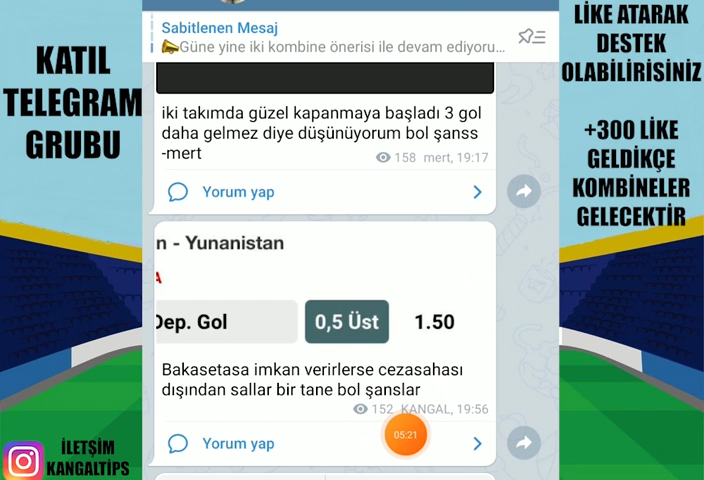 KATIL
TELEGRAM
GRUBU
Sabitlenen Mesaj
Güne yine iki kombine önerisi ile devam ediyoru...
iki takımda güzel kapanmaya başladı 3 gol
daha gelmez diye düşünüyorum bol şanss
-mert
158 mert, 19:17
Yorum yap
n - Yunanistan
A
Dep. Gol 0,5 Üst 1.50
Bakasetasa imkan verirlerse cezasahası
dışından sallar bir tane bol şanslar
152 KANGAL, 19:56
05:21
Yorum yap
LİKE ATARAK
DESTEK
OLABİLİRİSİNİZ
+300 LİKE
GELDİKÇE
KOMBİNELER
GELECEKTİR
İLETŞİM
KANGALTİPS